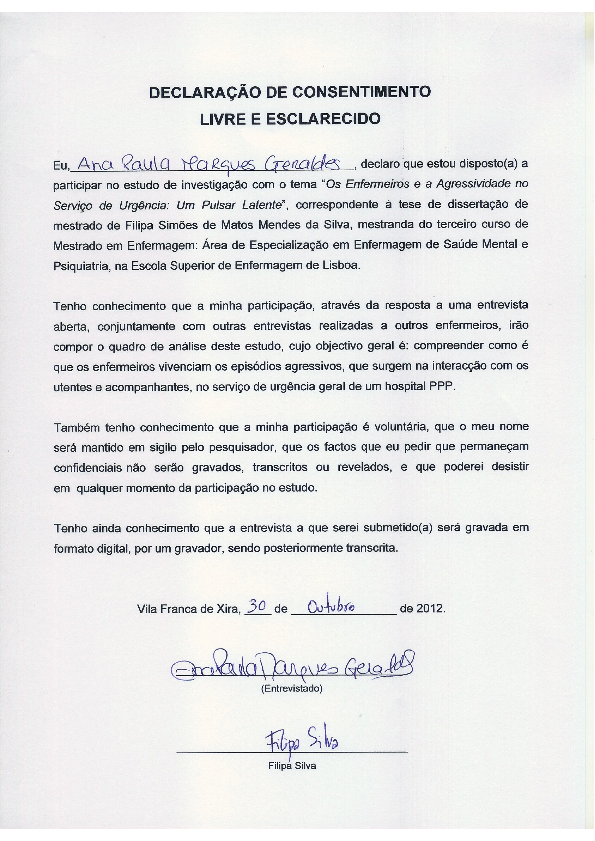 DECLARAÇÃO DE CONSENTIMENTO
LIVRE E ESCLARECIDO
Eu, Ana Paula Marques Geraldes, declaro que estou disposto(a) a
participar no estudo de investigação com o tema "Os Enfermeiros e a Agressividade no
Serviço de Urgência: Um Pulsar Latente", correspondente à tese de dissertação de
mestrado de Filipa Simões de Matos Mendes da Silva, mestranda do terceiro curso de
Mestrado em Enfermagem: Área de Especialização em Enfermagem de Saúde Mental e
Psiquiatria, na Escola Superior de Enfermagem de Lisboa.
Tenho conhecimento que a minha participação, através da resposta a uma entrevista
aberta, conjuntamente com outras entrevistas realizadas a outros enfermeiros, irão
compor o quadro de análise deste estudo, cujo objectivo geral é: compreender como é
que os enfermeiros vivenciam os episódios agressivos, que surgem na interacção com os
utentes e acompanhantes, no serviço de urgência geral de um hospital PPP.
Também tenho conhecimento que a minha participação é voluntária, que o meu nome
será mantido em sigilo pelo pesquisador, que os factos que eu pedir que permaneçam
confidenciais não serão gravados, transcritos ou revelados, e que poderei desistir
em qualquer momento da participação no estudo.
Tenho ainda conhecimento que a entrevista a que serei submetido(a) será gravada em
formato digital, por um gravador, sendo posteriormente transcrita.
Vila Franca de Xira, 30 de Outubro de 2012.
Ana Paula Marques Geraldes
(Entrevistado)
Filipa Silva
Filipa Silva